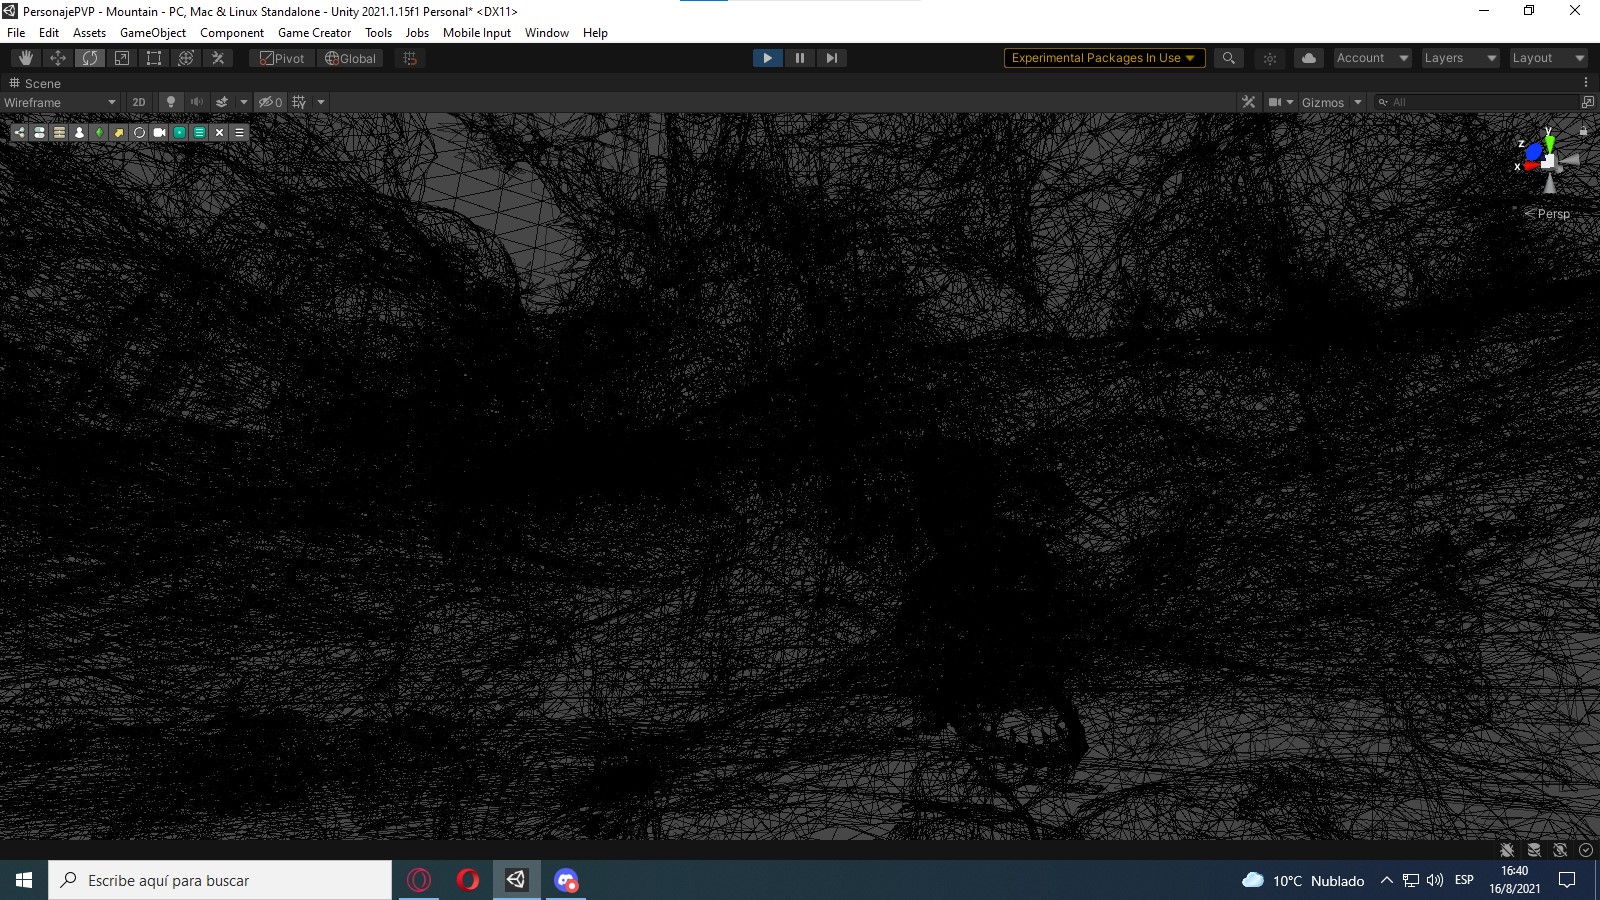 PersonajePVP - Mountain - PC, Mac & Linux Standalone - Unity 2021.1.15f1 Personal* <DX11>
File Edit Assets GameObject Component Game Creator Tools Jobs Mobile Input Window Help
Pivot Global Experimental Packages In Use Account Layers Layout
Scene
Wireframe 2D 0 Gizmos All
y
z
x
Persp
Escribe aquí para buscar 10°C Nublado ESP 16:40
16/8/2021